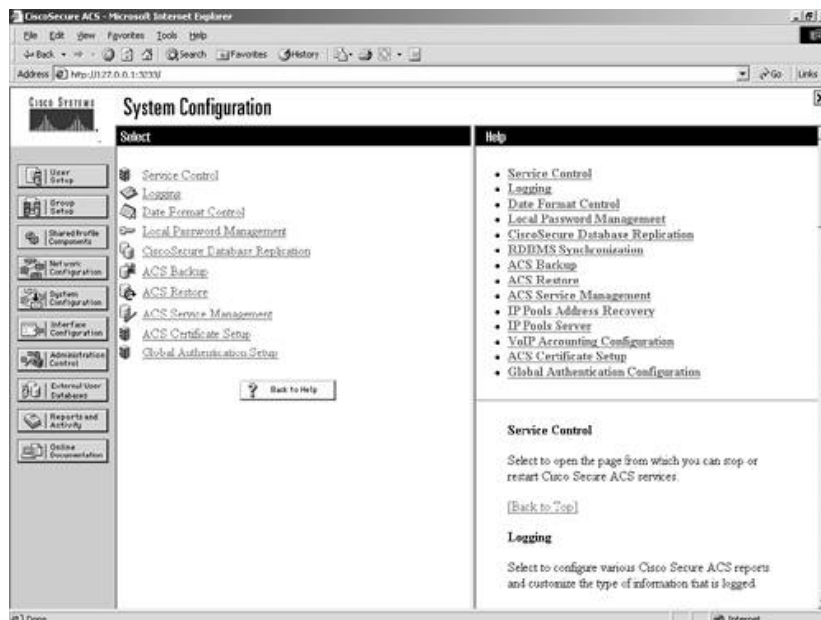 CiscoSecure ACS - Microsoft Internet Explorer
File Edit View Favorites Tools Help
Back Search Favorites History
Address http://127.0.0.1:3233/ Go Links
CISCO SYSTEMS
System Configuration
Select
User Setup
Group Setup
Shared Profile Components
Network Configuration
System Configuration
Interface Configuration
Administration Control
External User Databases
Reports and Activity
Online Documentation
Service Control
Logging
Date Format Control
Local Password Management
CiscoSecure Database Replication
ACS Backup
ACS Restore
ACS Service Management
ACS Certificate Setup
Global Authentication Setup
? Back to Help
Help
Service Control
Logging
Date Format Control
Local Password Management
CiscoSecure Database Replication
RDBMS Synchronization
ACS Backup
ACS Restore
ACS Service Management
IP Pools Address Recovery
IP Pools Server
VoIP Accounting Configuration
ACS Certificate Setup
Global Authentication Configuration
Service Control
Select to open the page from which you can stop or
restart Cisco Secure ACS services.
[Back to Top]
Logging
Select to configure various Cisco Secure ACS reports
and customize the type of information that is logged.
Done
Internet